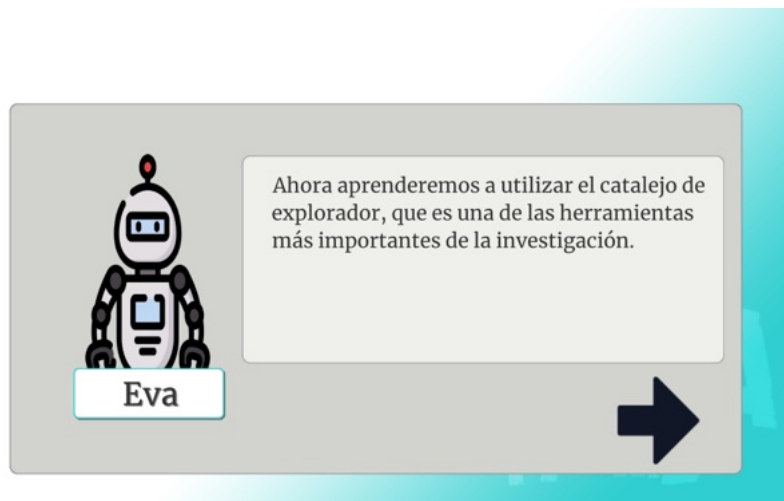 Ahora aprenderemos a utilizar el catalejo de
explorador, que es una de las herramientas
más importantes de la investigación.
Eva